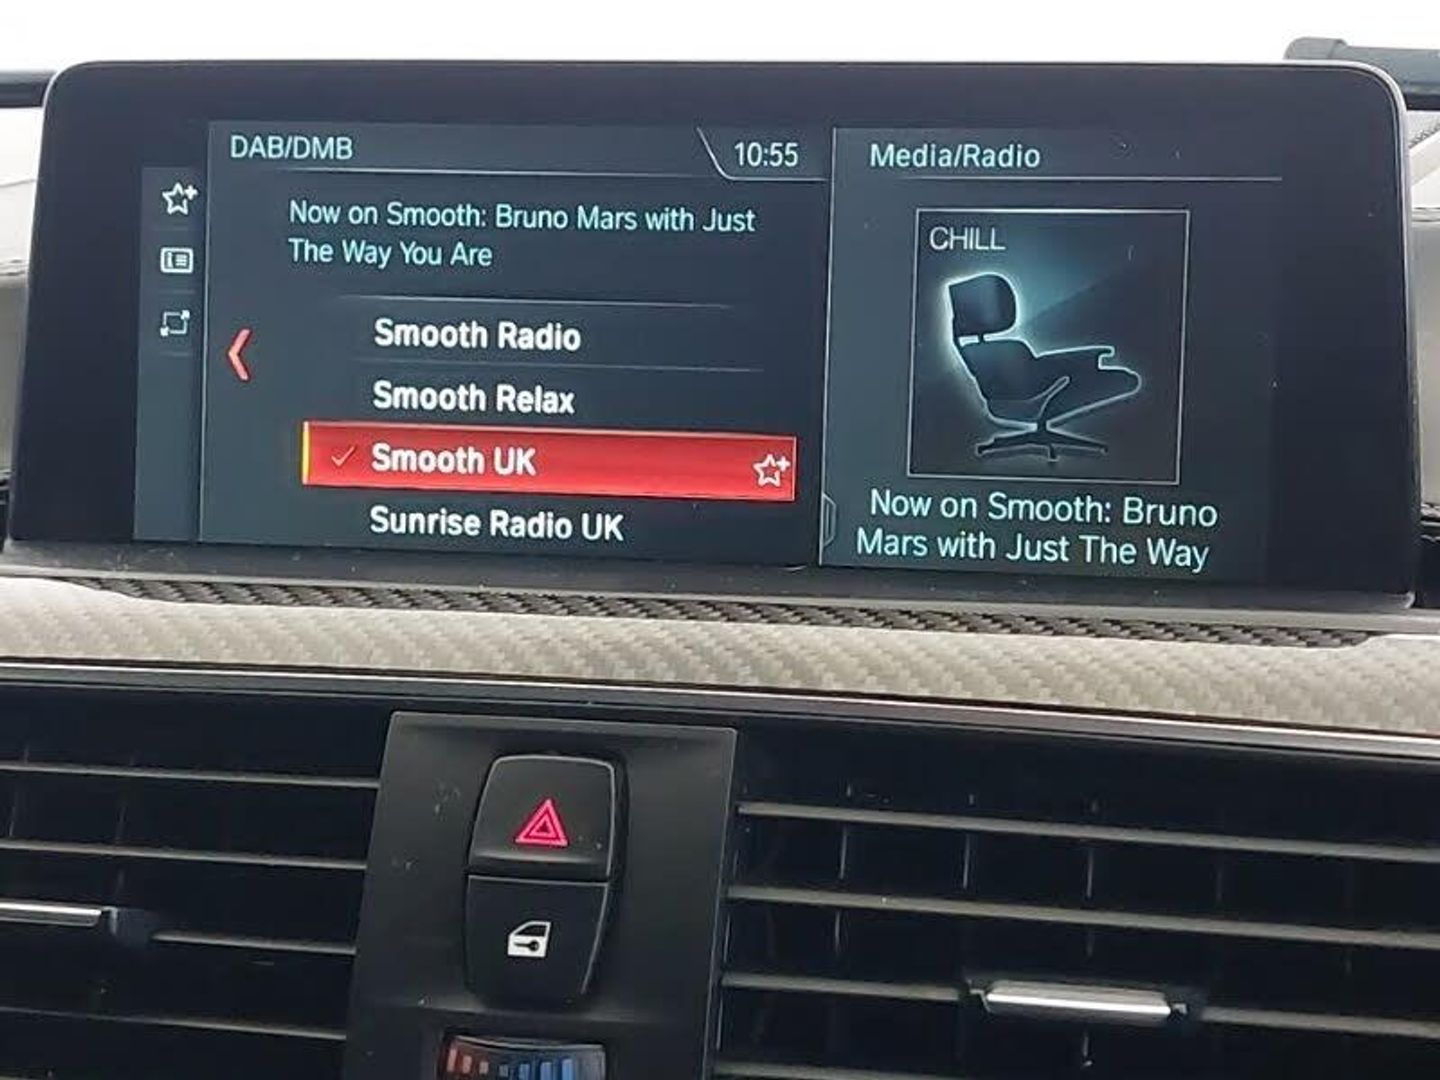 DAB/DMB
10:55
Now on Smooth: Bruno Mars with Just
The Way You Are
Smooth Radio
Smooth Relax
Smooth UK
Sunrise Radio UK
Media/Radio
CHILL
Now on Smooth: Bruno
Mars with Just The Way